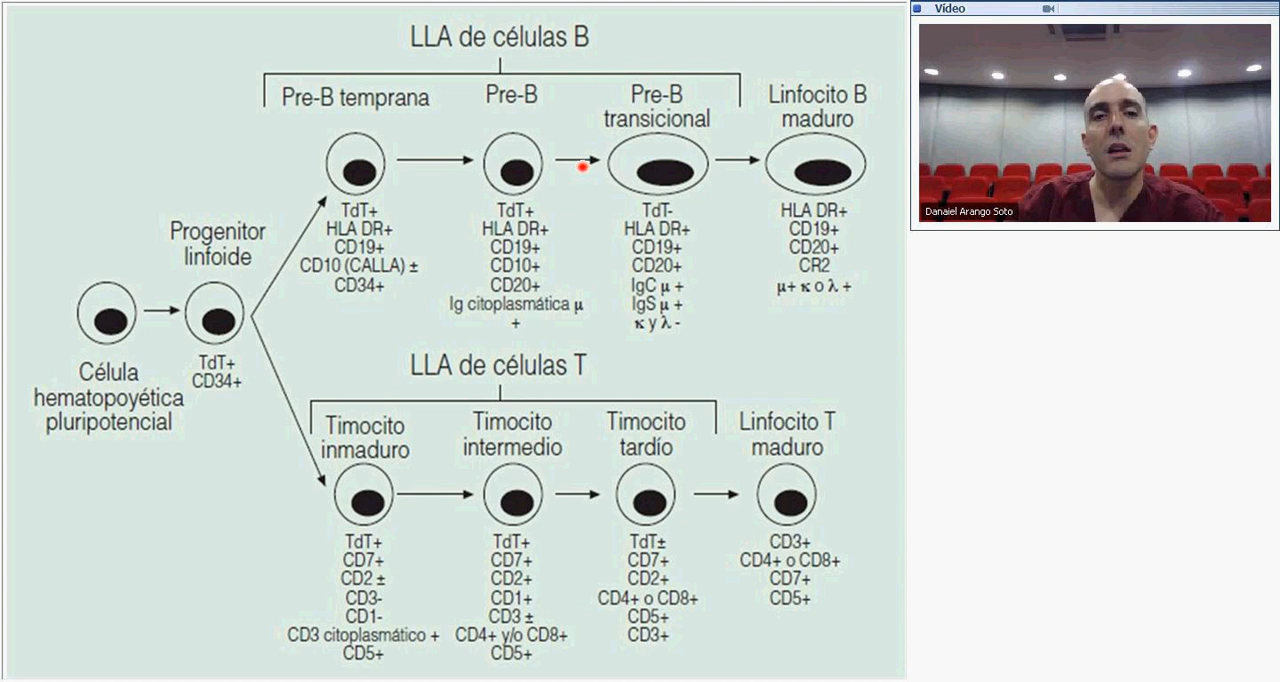 LLA de células B
Pre-B temprana
Pre-B
Pre-B
transicional
Linfocito B
maduro
TdT+
HLA DR+
CD19+
CD10 (CALLA) ±
CD34+
TdT+
HLA DR+
CD19+
CD10+
CD20+
Ig citoplasmática μ
+
TdT-
HLA DR+
CD19+
CD20+
IgC μ +
IgS μ +
κ y λ -
HLA DR+
CD19+
CD20+
CR2
μ+ κ o λ +
Progenitor
linfoide
TdT+
CD34+
Célula
hematopoyética
pluripotencial
LLA de células T
Timocito
inmaduro
Timocito
intermedio
Timocito
tardío
Linfocito T
maduro
TdT+
CD7+
CD2 ±
CD3-
CD1-
CD3 citoplasmático +
CD5+
TdT+
CD7+
CD2+
CD1+
CD3 ±
CD4+ y/o CD8+
CD5+
TdT±
CD7+
CD2+
CD4+ o CD8+
CD5+
CD3+
CD3+
CD4+ o CD8+
CD7+
CD5+
Vídeo
Danaiel Arango Soto